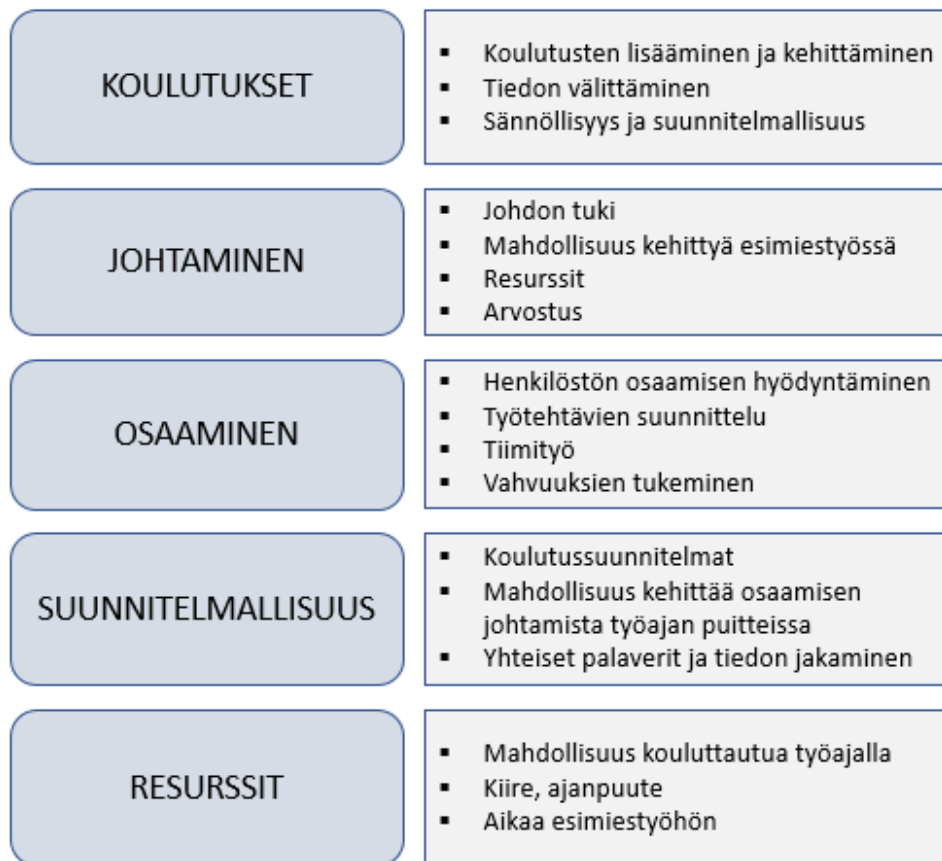 KOULUTUKSET
▪ Koulutusten lisääminen ja kehittäminen
▪ Tiedon välittäminen
▪ Sännöllisyys ja suunnitelmallisuus
JOHTAMINEN
▪ Johdon tuki
▪ Mahdollisuus kehittyä esimiestyössä
▪ Resurssit
▪ Arvostus
OSAAMINEN
▪ Henkilöstön osaamisen hyödyntäminen
▪ Työtehtävien suunnittelu
▪ Tiimityö
▪ Vahvuuksien tukeminen
SUUNNITELMALLISUUS
▪ Koulutussuunnitelmat
▪ Mahdollisuus kehittää osaamisen
johtamista työajan puitteissa
▪ Yhteiset palaverit ja tiedon jakaminen
RESURSSIT
▪ Mahdollisuus kouluttautua työajalla
▪ Kiire, ajanpuute
▪ Aikaa esimiestyöhön